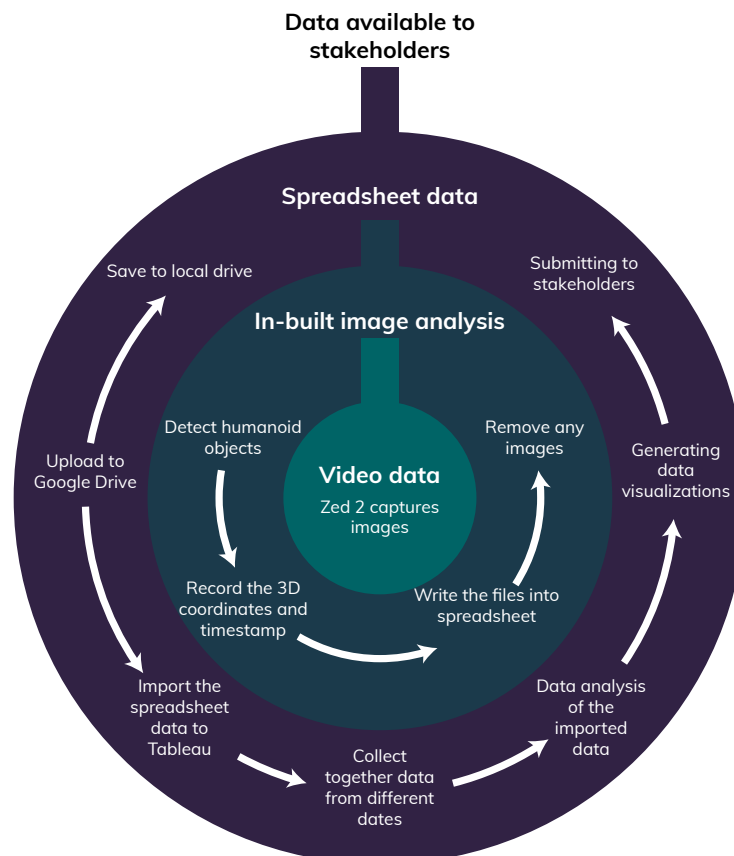 Data available to
stakeholders
Spreadsheet data
Save to local drive
Submitting to
stakeholders
In-built image analysis
Detect humanoid
objects
Remove any
images
Upload to
Google Drive
Generating
data
visualizations
Video data
Zed 2 captures
images
Record the 3D
coordinates and
timestamp
Write the files into
spreadsheet
Import the
spreadsheet
data to
Tableau
Data analysis
of the
imported
data
Collect
together data
from different
dates